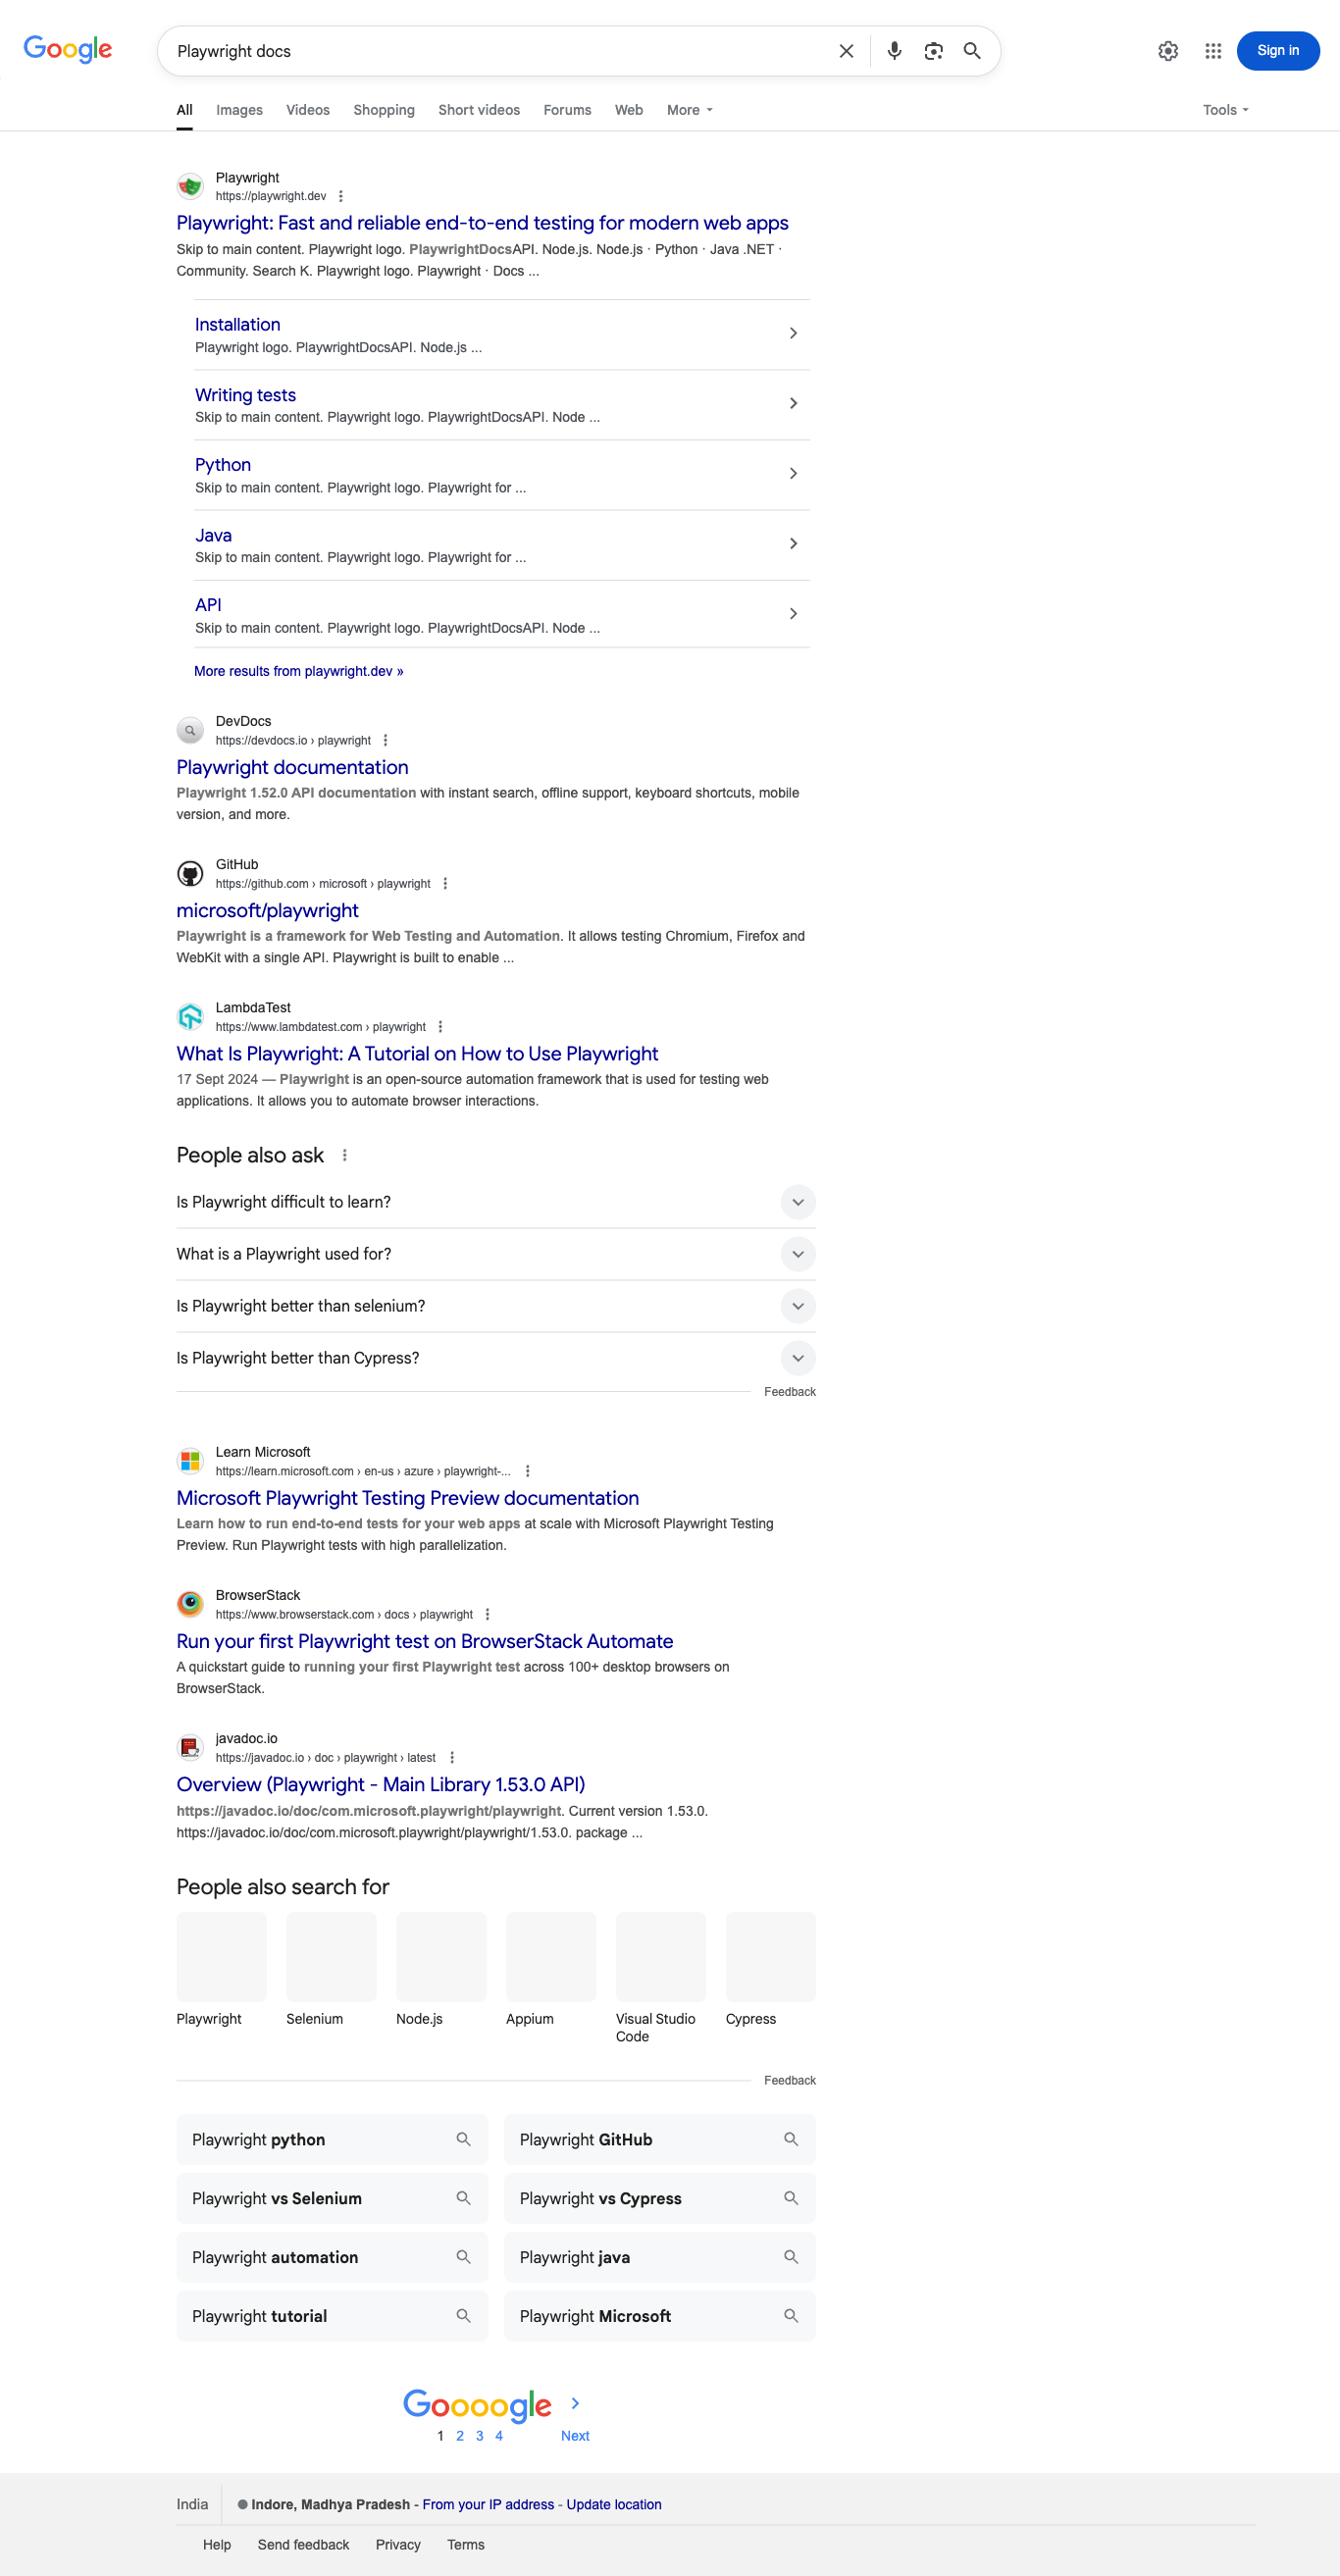 Google
Playwright docs
Sign in
All Images Videos Shopping Short videos Forums Web More Tools
Playwright
https://playwright.dev
Playwright: Fast and reliable end-to-end testing for modern web apps
Skip to main content. Playwright logo. PlaywrightDocsAPI. Node.js. Node.js · Python · Java .NET ·
Community. Search K. Playwright logo. Playwright · Docs ...
Installation
Playwright logo. PlaywrightDocsAPI. Node.js ...
Writing tests
Skip to main content. Playwright logo. PlaywrightDocsAPI. Node ...
Python
Skip to main content. Playwright logo. Playwright for ...
Java
Skip to main content. Playwright logo. Playwright for ...
API
Skip to main content. Playwright logo. PlaywrightDocsAPI. Node ...
More results from playwright.dev »
DevDocs
https://devdocs.io › playwright
Playwright documentation
Playwright 1.52.0 API documentation with instant search, offline support, keyboard shortcuts, mobile
version, and more.
GitHub
https://github.com › microsoft › playwright
microsoft/playwright
Playwright is a framework for Web Testing and Automation. It allows testing Chromium, Firefox and
WebKit with a single API. Playwright is built to enable ...
LambdaTest
https://www.lambdatest.com › playwright
What Is Playwright: A Tutorial on How to Use Playwright
17 Sept 2024 — Playwright is an open-source automation framework that is used for testing web
applications. It allows you to automate browser interactions.
People also ask
Is Playwright difficult to learn?
What is a Playwright used for?
Is Playwright better than selenium?
Is Playwright better than Cypress?
Feedback
Learn Microsoft
https://learn.microsoft.com › en-us › azure › playwright-...
Microsoft Playwright Testing Preview documentation
Learn how to run end-to-end tests for your web apps at scale with Microsoft Playwright Testing
Preview. Run Playwright tests with high parallelization.
BrowserStack
https://www.browserstack.com › docs › playwright
Run your first Playwright test on BrowserStack Automate
A quickstart guide to running your first Playwright test across 100+ desktop browsers on
BrowserStack.
javadoc.io
https://javadoc.io › doc › playwright › latest
Overview (Playwright - Main Library 1.53.0 API)
https://javadoc.io/doc/com.microsoft.playwright/playwright. Current version 1.53.0.
https://javadoc.io/doc/com.microsoft.playwright/playwright/1.53.0. package ...
People also search for
Playwright Selenium Node.js Appium Visual Studio Code Cypress
Feedback
Playwright python Playwright GitHub
Playwright vs Selenium Playwright vs Cypress
Playwright automation Playwright java
Playwright tutorial Playwright Microsoft
Goooogle
1 2 3 4 Next
India Indore, Madhya Pradesh - From your IP address - Update location
Help Send feedback Privacy Terms